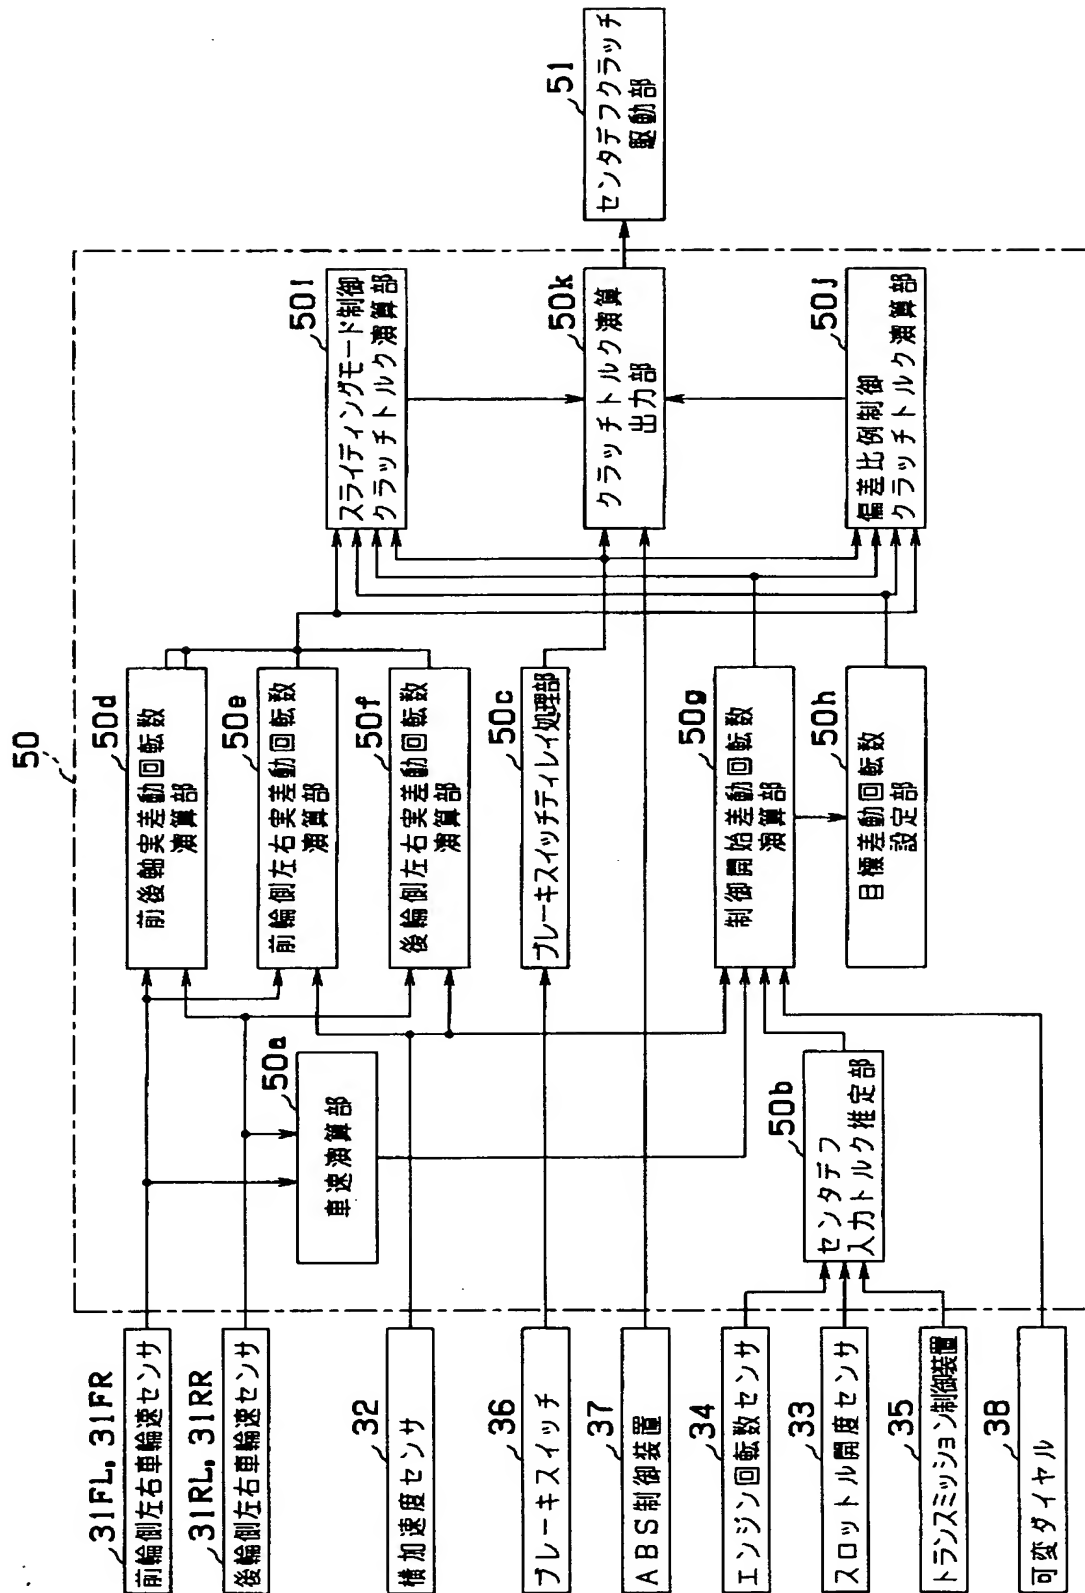 50
31FL, 31FR
前輪側左右車輪速センサ
31RL, 31RR
後輪側左右車輪速センサ
32
横加速度センサ
36
ブレーキスイッチ
37
ABS制御装置
34
エンジン回転数センサ
33
スロットル開度センサ
35
トランスミッション制御装置
38
可変ダイヤル
50a
車速演算部
50b
センタデフ
入力トルク推定部
50d
前後軸実差動回転数
演算部
50e
前輪側左右実差動回転数
演算部
50f
後輪側左右実差動回転数
演算部
50c
ブレーキスイッチディレイ処理部
50g
制御開始差動回転数
演算部
50h
目標差動回転数
設定部
50i
スライディングモード制御
クラッチトルク演算部
50k
クラッチトルク演算
出力部
50j
偏差比例制御
クラッチトルク演算部
51
センタデフクラッチ
駆動部